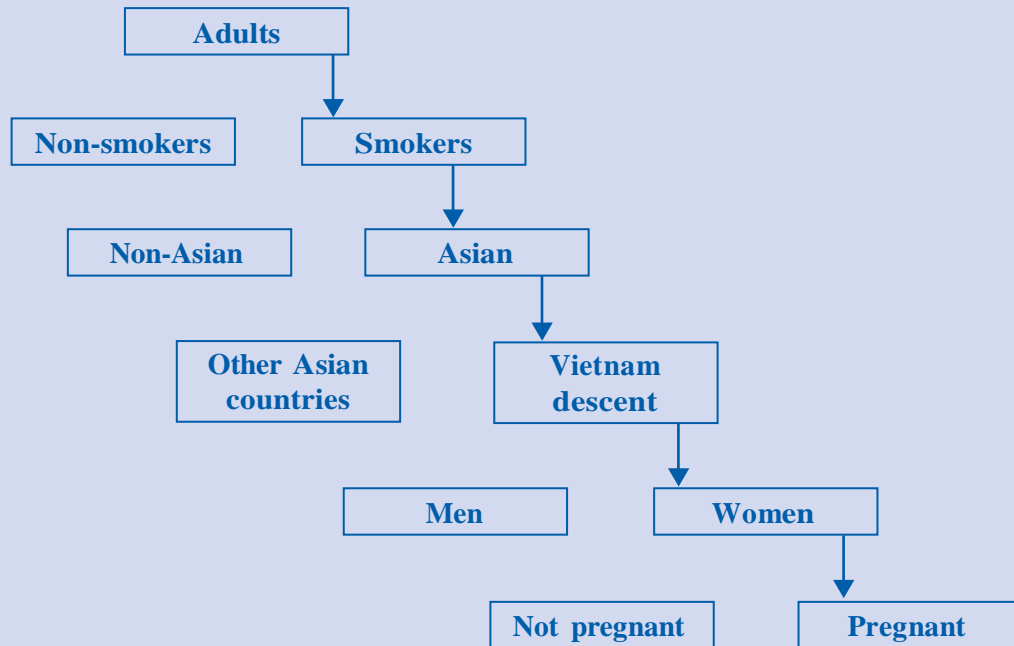 Adults
Non-smokers
Smokers
Non-Asian
Asian
Other Asian
countries
Vietnam
descent
Men
Women
Not pregnant
Pregnant